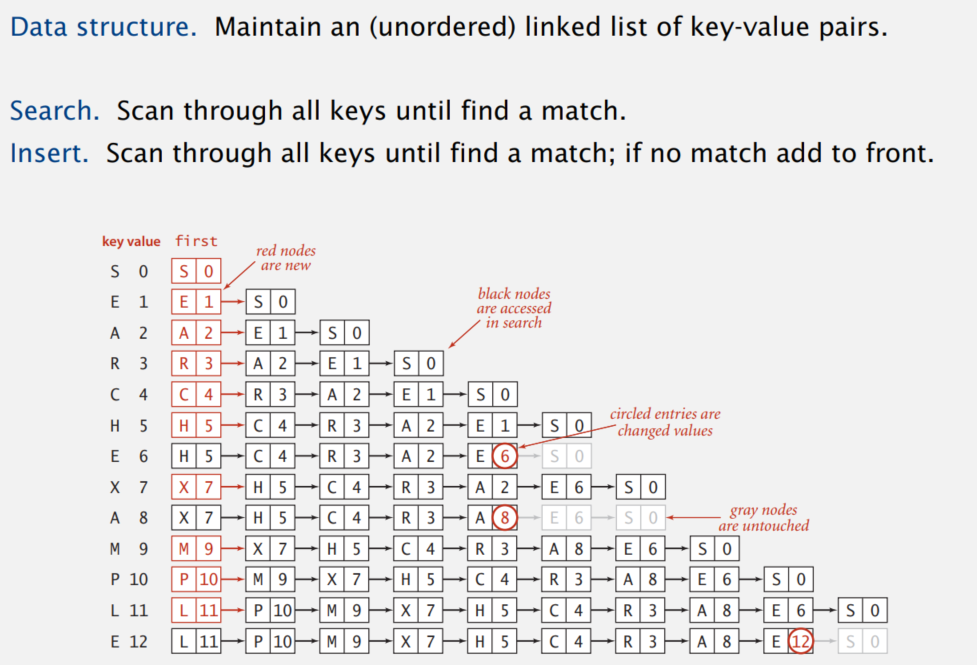 Data structure. Maintain an (unordered) linked list of key-value pairs.
Search. Scan through all keys until find a match.
Insert. Scan through all keys until find a match; if no match add to front.
key value first
red nodes
are new
S 0 S 0
black nodes
are accessed
in search
E 1 E 1 S 0
A 2 A 2 E 1 S 0
R 3 R 3 A 2 E 1 S 0
C 4 C 4 R 3 A 2 E 1 S 0
circled entries are
changed values
H 5 H 5 C 4 R 3 A 2 E 1 S 0
E 6 H 5 C 4 R 3 A 2 E 6 S 0
X 7 X 7 H 5 C 4 R 3 A 2 E 6 S 0
gray nodes
are untouched
A 8 X 7 H 5 C 4 R 3 A 8 E 6 S 0
M 9 M 9 X 7 H 5 C 4 R 3 A 8 E 6 S 0
P 10 P 10 M 9 X 7 H 5 C 4 R 3 A 8 E 6 S 0
L 11 L 11 P 10 M 9 X 7 H 5 C 4 R 3 A 8 E 6 S 0
E 12 L 11 P 10 M 9 X 7 H 5 C 4 R 3 A 8 E 12 S 0